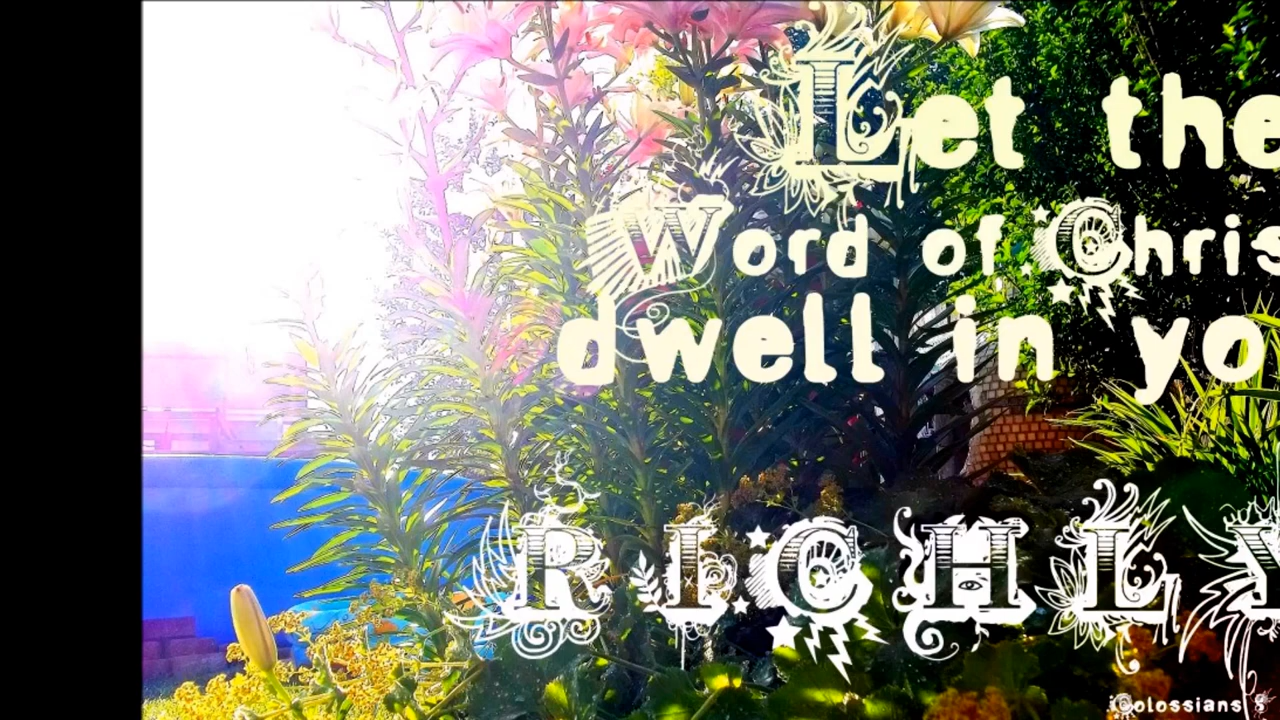 Let the
Word of Chris
dwell in yo
RICHLY
Colossians